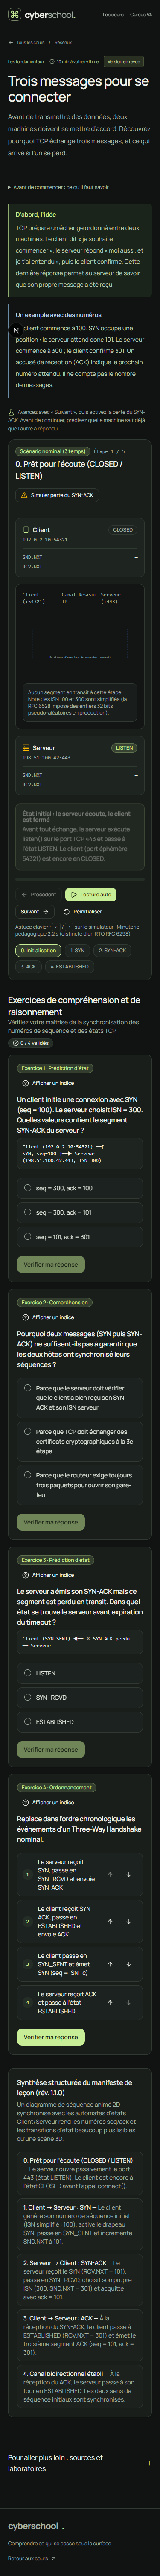 cyberschool.
Les cours
Cursus VA
← Tous les cours / Réseaux
Les fondamentaux
10 min à votre rythme
Version en revue
Trois messages pour se
connecter
Avant de transmettre des données, deux
machines doivent se mettre d'accord. Découvrez
pourquoi TCP échange trois messages, et ce qui
arrive si l'un se perd.
Avant de commencer : ce qu'il faut savoir
D'abord, l'idée
TCP prépare un échange ordonné entre deux
machines. Le client dit « je souhaite
commencer », le serveur répond « moi aussi, et
je t'ai entendu », puis le client confirme. Cette
dernière réponse permet au serveur de savoir
que son propre message a été reçu.
Un exemple avec deux numéros
client commence à 100. SYN occupe une
position : le serveur attend donc 101. Le serveur
commence à 300 ; le client confirme 301. Un
accusé de réception (ACK) indique le prochain
numéro attendu. Il ne compte pas le nombre
de messages.
Avancez avec « Suivant », puis activez la perte du SYN-
ACK. Avant de continuer, prédisez quelle machine sait déjà
que l'autre a répondu.
Scénario nominal (3 temps)
Étape 1 / 5
0. Prêt pour l'écoute (CLOSED /
LISTEN)
Simuler perte du SYN-ACK
Client
CLOSED
192.0.2.10:54321
SND.NXT —
RCV.NXT —
Client Canal Réseau Serveur
(:54321) IP (:443)
Aucun segment en transit à cette étape.
Note : les ISN 100 et 300 sont simplifiés (la
RFC 6528 impose des entiers 32 bits
pseudo-aléatoires en production).
Serveur
LISTEN
198.51.100.42:443
SND.NXT —
RCV.NXT —
État initial : le serveur écoute, le client
est fermé
Avant tout échange, le serveur exécute
listen() sur le port TCP 443 et passe à
l'état LISTEN. Le client (port éphémère
54321) est encore en CLOSED.
← Précédent
Lecture auto
Suivant →
Réinitialiser
Astuce clavier : ← / → sur le simulateur · Minuterie
pédagogique 2.2 s (distincte d'un RTO RFC 6298)
0. Initialisation
1. SYN
2. SYN-ACK
3. ACK
4. ESTABLISHED
Exercices de compréhension et de
raisonnement
Vérifiez votre maîtrise de la synchronisation des
numéros de séquence et des états TCP.
0 / 4 validés
Exercice 1 · Prédiction d'état
Afficher un indice
Un client initie une connexion avec SYN
(seq = 100). Le serveur choisit ISN = 300.
Quelles valeurs contient le segment
SYN-ACK du serveur ?
Client (192.0.2.10:54321) ──[
SYN, seq=100 ]──▶ Serveur
(198.51.100.42:443, ISN=300)
seq = 300, ack = 100
seq = 300, ack = 101
seq = 101, ack = 301
Vérifier ma réponse
Exercice 2 · Compréhension
Afficher un indice
Pourquoi deux messages (SYN puis SYN-
ACK) ne suffisent-ils pas à garantir que
les deux hôtes ont synchronisé leurs
séquences ?
Parce que le serveur doit vérifier
que le client a bien reçu son SYN-
ACK et son ISN serveur
Parce que TCP doit échanger des
certificats cryptographiques à la 3e
étape
Parce que le routeur exige toujours
trois paquets pour ouvrir son pare-
feu
Vérifier ma réponse
Exercice 3 · Prédiction d'état
Afficher un indice
Le serveur a émis son SYN-ACK mais ce
segment est perdu en transit. Dans quel
état se trouve le serveur avant expiration
du timeout ?
Client (SYN_SENT) ◀── ✕ SYN-ACK perdu
── Serveur
LISTEN
SYN_RCVD
ESTABLISHED
Vérifier ma réponse
Exercice 4 · Ordonnancement
Afficher un indice
Replace dans l'ordre chronologique les
événements d'un Three-Way Handshake
nominal.
1
Le serveur reçoit
SYN, passe en
SYN_RCVD et envoie
SYN-ACK
2
Le client reçoit SYN-
ACK, passe en
ESTABLISHED et
envoie ACK
3
Le client passe en
SYN_SENT et émet
SYN (seq = ISN_c)
4
Le serveur reçoit ACK
et passe à l'état
ESTABLISHED
Vérifier ma réponse
Synthèse structurée du manifeste de
leçon (rév. 1.1.0)
Un diagramme de séquence animé 2D
synchronisé avec les automates d'états
Client/Serveur rend les numéros seq/ack et
les transitions d'état beaucoup plus lisibles
qu'une scène 3D.
0. Prêt pour l'écoute (CLOSED / LISTEN)
— Le serveur ouvre passivement le port
443 (état LISTEN). Le client est encore à
l'état CLOSED avant l'appel connect().
1. Client → Serveur : SYN — Le client
génère son numéro de séquence initial
(ISN simplifié : 100), active le drapeau
SYN, passe en SYN_SENT et incrémente
SND.NXT à 101.
2. Serveur → Client : SYN-ACK — Le
serveur reçoit le SYN (RCV.NXT = 101),
passe en SYN_RCVD, choisit son propre
ISN (300, SND.NXT = 301) et acquitte
avec ack = 101.
3. Client → Serveur : ACK — À la
réception du SYN-ACK, le client passe à
ESTABLISHED (RCV.NXT = 301) et émet le
troisième segment ACK (seq = 101, ack =
301).
4. Canal bidirectionnel établi — À la
réception du ACK, le serveur passe à son
tour en ESTABLISHED. Les deux sens de
séquence initiaux sont synchronisés.
Pour aller plus loin : sources et
laboratoires
+
cyberschool .
Comprendre ce qui se passe sous la surface.
Retour aux cours ↗